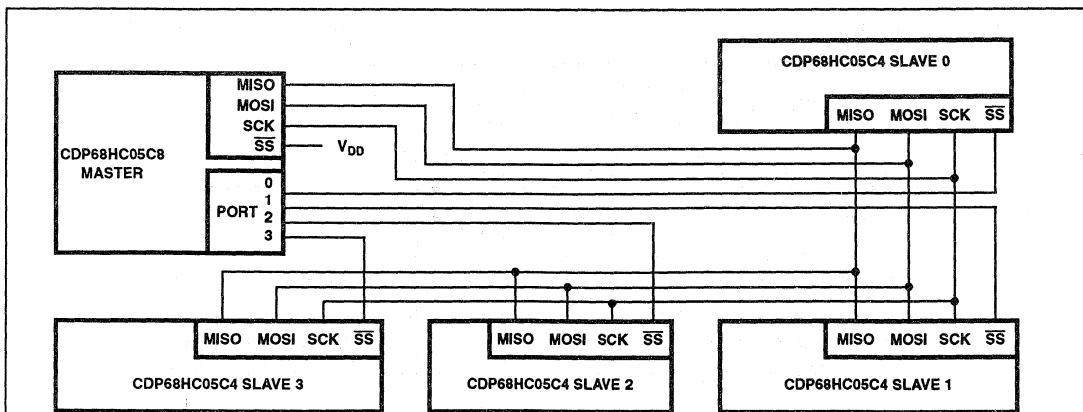 CDP68HC05C8
MASTER
MISO
MOSI
SCK
SS
VDD
PORT
0
1
2
3
CDP68HC05C4 SLAVE 0
MISO MOSI SCK SS
MISO MOSI SCK SS
CDP68HC05C4 SLAVE 3
MISO MOSI SCK SS
CDP68HC05C4 SLAVE 2
MISO MOSI SCK SS
CDP68HC05C4 SLAVE 1